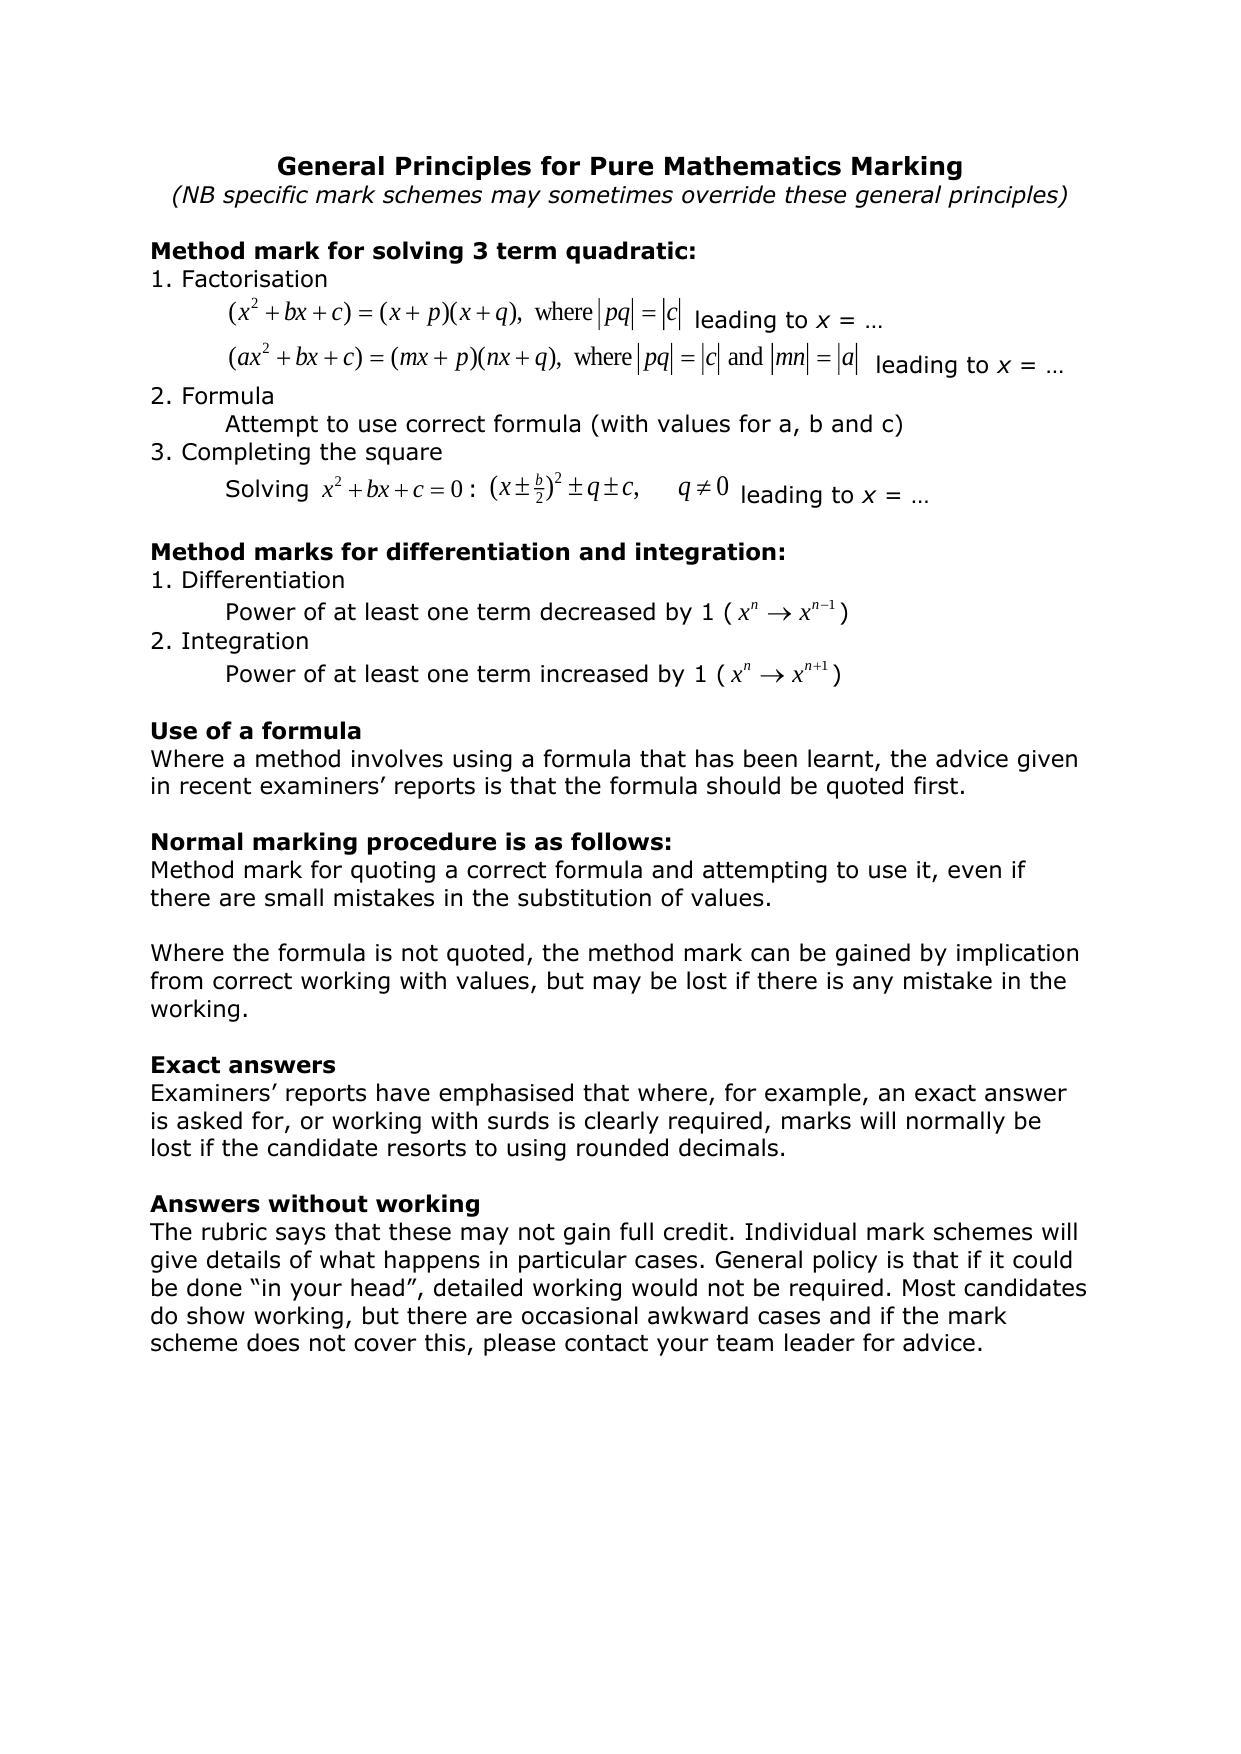 General Principles for Pure Mathematics Marking
(NB specific mark schemes may sometimes override these general principles)
Method mark for solving 3 term quadratic:
1. Factorisation
(x² + bx + c) = (x + p)(x + q), where |pq| = |c| leading to x = …
(ax² + bx + c) = (mx + p)(nx + q), where |pq| = |c| and |mn| = |a| leading to x = …
2. Formula
Attempt to use correct formula (with values for a, b and c)
3. Completing the square
Solving x² + bx + c = 0 : (x ± b/2)² ± q ± c, q ≠ 0 leading to x = …
Method marks for differentiation and integration:
1. Differentiation
Power of at least one term decreased by 1 ( xⁿ → xⁿ⁻¹ )
2. Integration
Power of at least one term increased by 1 ( xⁿ → xⁿ⁺¹ )
Use of a formula
Where a method involves using a formula that has been learnt, the advice given
in recent examiners’ reports is that the formula should be quoted first.
Normal marking procedure is as follows:
Method mark for quoting a correct formula and attempting to use it, even if
there are small mistakes in the substitution of values.
Where the formula is not quoted, the method mark can be gained by implication
from correct working with values, but may be lost if there is any mistake in the
working.
Exact answers
Examiners’ reports have emphasised that where, for example, an exact answer
is asked for, or working with surds is clearly required, marks will normally be
lost if the candidate resorts to using rounded decimals.
Answers without working
The rubric says that these may not gain full credit. Individual mark schemes will
give details of what happens in particular cases. General policy is that if it could
be done “in your head”, detailed working would not be required. Most candidates
do show working, but there are occasional awkward cases and if the mark
scheme does not cover this, please contact your team leader for advice.